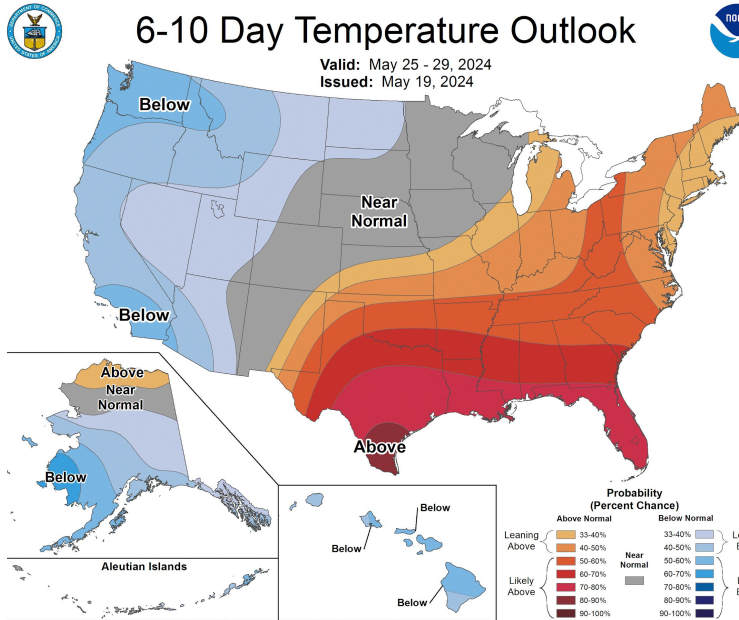 6-10 Day Temperature Outlook
Valid: May 25 - 29, 2024
Issued: May 19, 2024
Below
Near
Normal
Below
Above
Above
Near
Normal
Below
Aleutian Islands
Below
Below
Below
Probability
(Percent Chance)
Above Normal
Below Normal
Leaning
Above
Likely
Above
33-40%
40-50%
50-60%
60-70%
70-80%
80-90%
90-100%
Near
Normal
33-40%
40-50%
50-60%
60-70%
70-80%
80-90%
90-100%